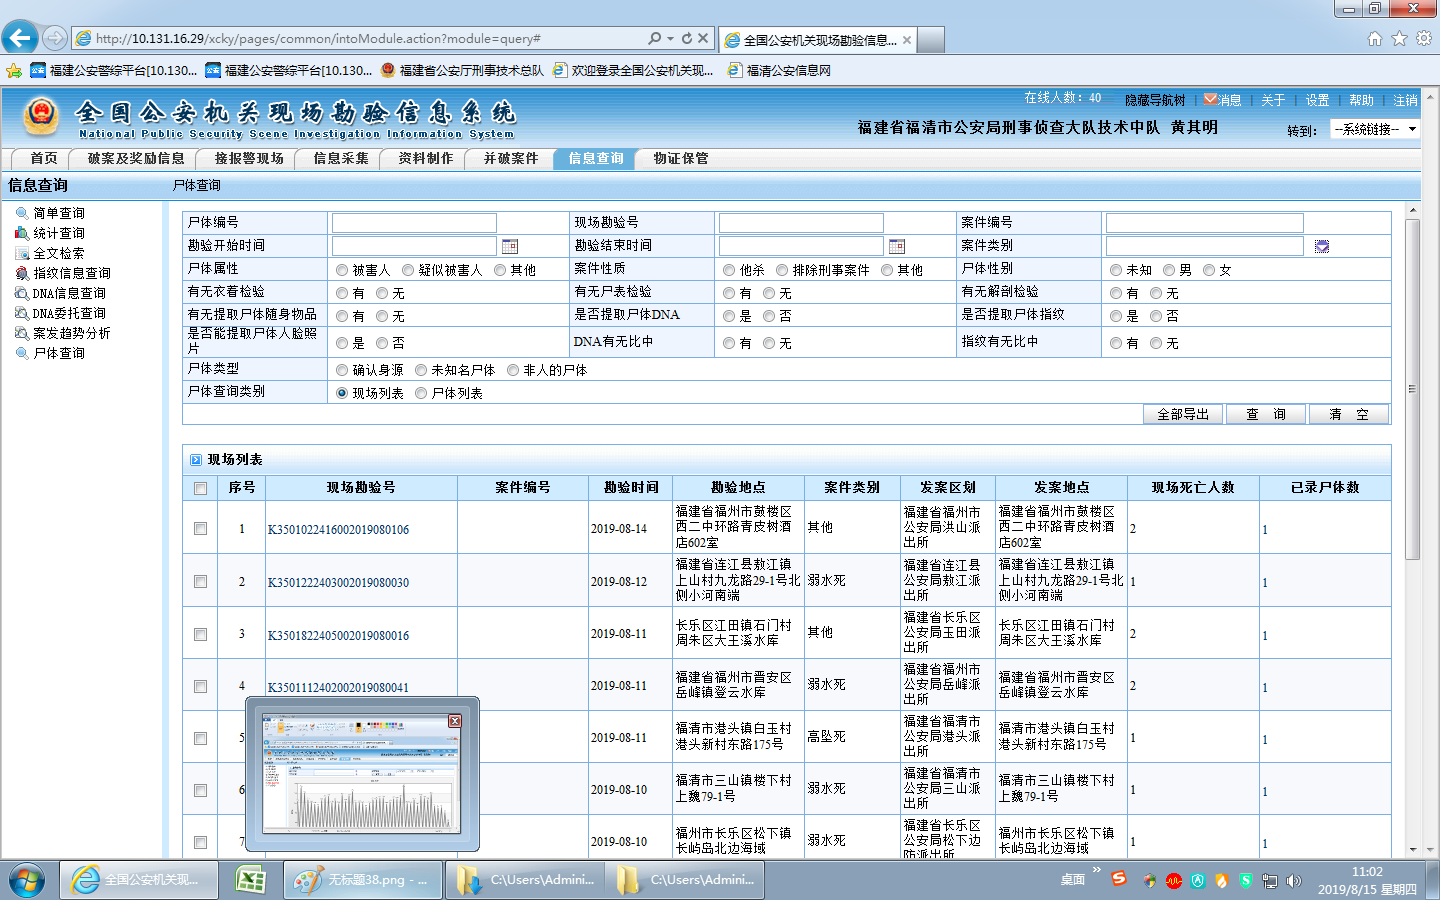 http://10.131.16.29/xcky/pages/common/intoModule.action?module=query#
全国公安机关现场勘验信息...
福建公安警综平台[10.130...
福建公安警综平台[10.130...
福建省公安厅刑事技术总队
欢迎登录全国公安机关现...
福清公安信息网
全国公安机关现场勘验信息系统
National Public Security Scene Investigation Information System
在线人数：40 隐藏导航树 消息 关于 设置 帮助 注销
福建省福清市公安局刑事侦查大队技术中队 黄其明
转到： --系统链接--
首页 破案及奖励信息 接报警现场 信息采集 资料制作 并破案件 信息查询 物证保管
信息查询
尸体查询
简单查询
统计查询
全文检索
指纹信息查询
DNA信息查询
DNA委托查询
案发趋势分析
尸体查询
尸体编号 现场勘验号 案件编号
勘验开始时间 勘验结束时间 案件类别
尸体属性 被害人 疑似被害人 其他 案件性质 他杀 排除刑事案件 其他 尸体性别 未知 男 女
有无衣着检验 有 无 有无尸表检验 有 无 有无解剖检验 有 无
有无提取尸体随身物品 有 无 是否提取尸体DNA 是 否 是否提取尸体指纹 是 否
是否能提取尸体人脸照片 是 否 DNA有无比中 有 无 指纹有无比中 有 无
尸体类型 确认身源 未知名尸体 非人的尸体
尸体查询类别 现场列表 尸体列表
全部导出 查 询 清 空
现场列表
序号 现场勘验号 案件编号 勘验时间 勘验地点 案件类别 发案区划 发案地点 现场死亡人数 已录尸体数
1 K3501022416002019080106 2019-08-14 福建省福州市鼓楼区西二中环路青皮树酒店602室 其他 福建省福州市公安局洪山派出所 福建省福州市鼓楼区西二中环路青皮树酒店602室 2 1
2 K3501222403002019080030 2019-08-12 福建省连江县敖江镇上山村九龙路29-1号北侧小河南端 溺水死 福建省连江县公安局敖江派出所 福建省连江县敖江镇上山村九龙路29-1号北侧小河南端 1 1
3 K3501822405002019080016 2019-08-11 长乐区江田镇石门村周朱区大王溪水库 其他 福建省长乐区公安局玉田派出所 长乐区江田镇石门村周朱区大王溪水库 2 1
4 K3501112402002019080041 2019-08-11 福建省福州市晋安区岳峰镇登云水库 溺水死 福建省福州市公安局岳峰派出所 福建省福州市晋安区岳峰镇登云水库 2 1
5 2019-08-11 福清市港头镇白玉村港头新村东路175号 高坠死 福建省福清市公安局港头派出所 福清市港头镇白玉村港头新村东路175号 1 1
6 2019-08-10 福清市三山镇楼下村上魏79-1号 溺水死 福建省福清市公安局三山派出所 福清市三山镇楼下村上魏79-1号 1 1
7 2019-08-10 福州市长乐区松下镇长屿岛北边海域 溺水死 福建省长乐区公安局松下边防派出所 福州市长乐区松下镇长屿岛北边海域 1 1
全国公安机关现...
无标题38.png - ...
C:\Users\Admini...
C:\Users\Admini...
桌面
11:02
2019/8/15 星期四